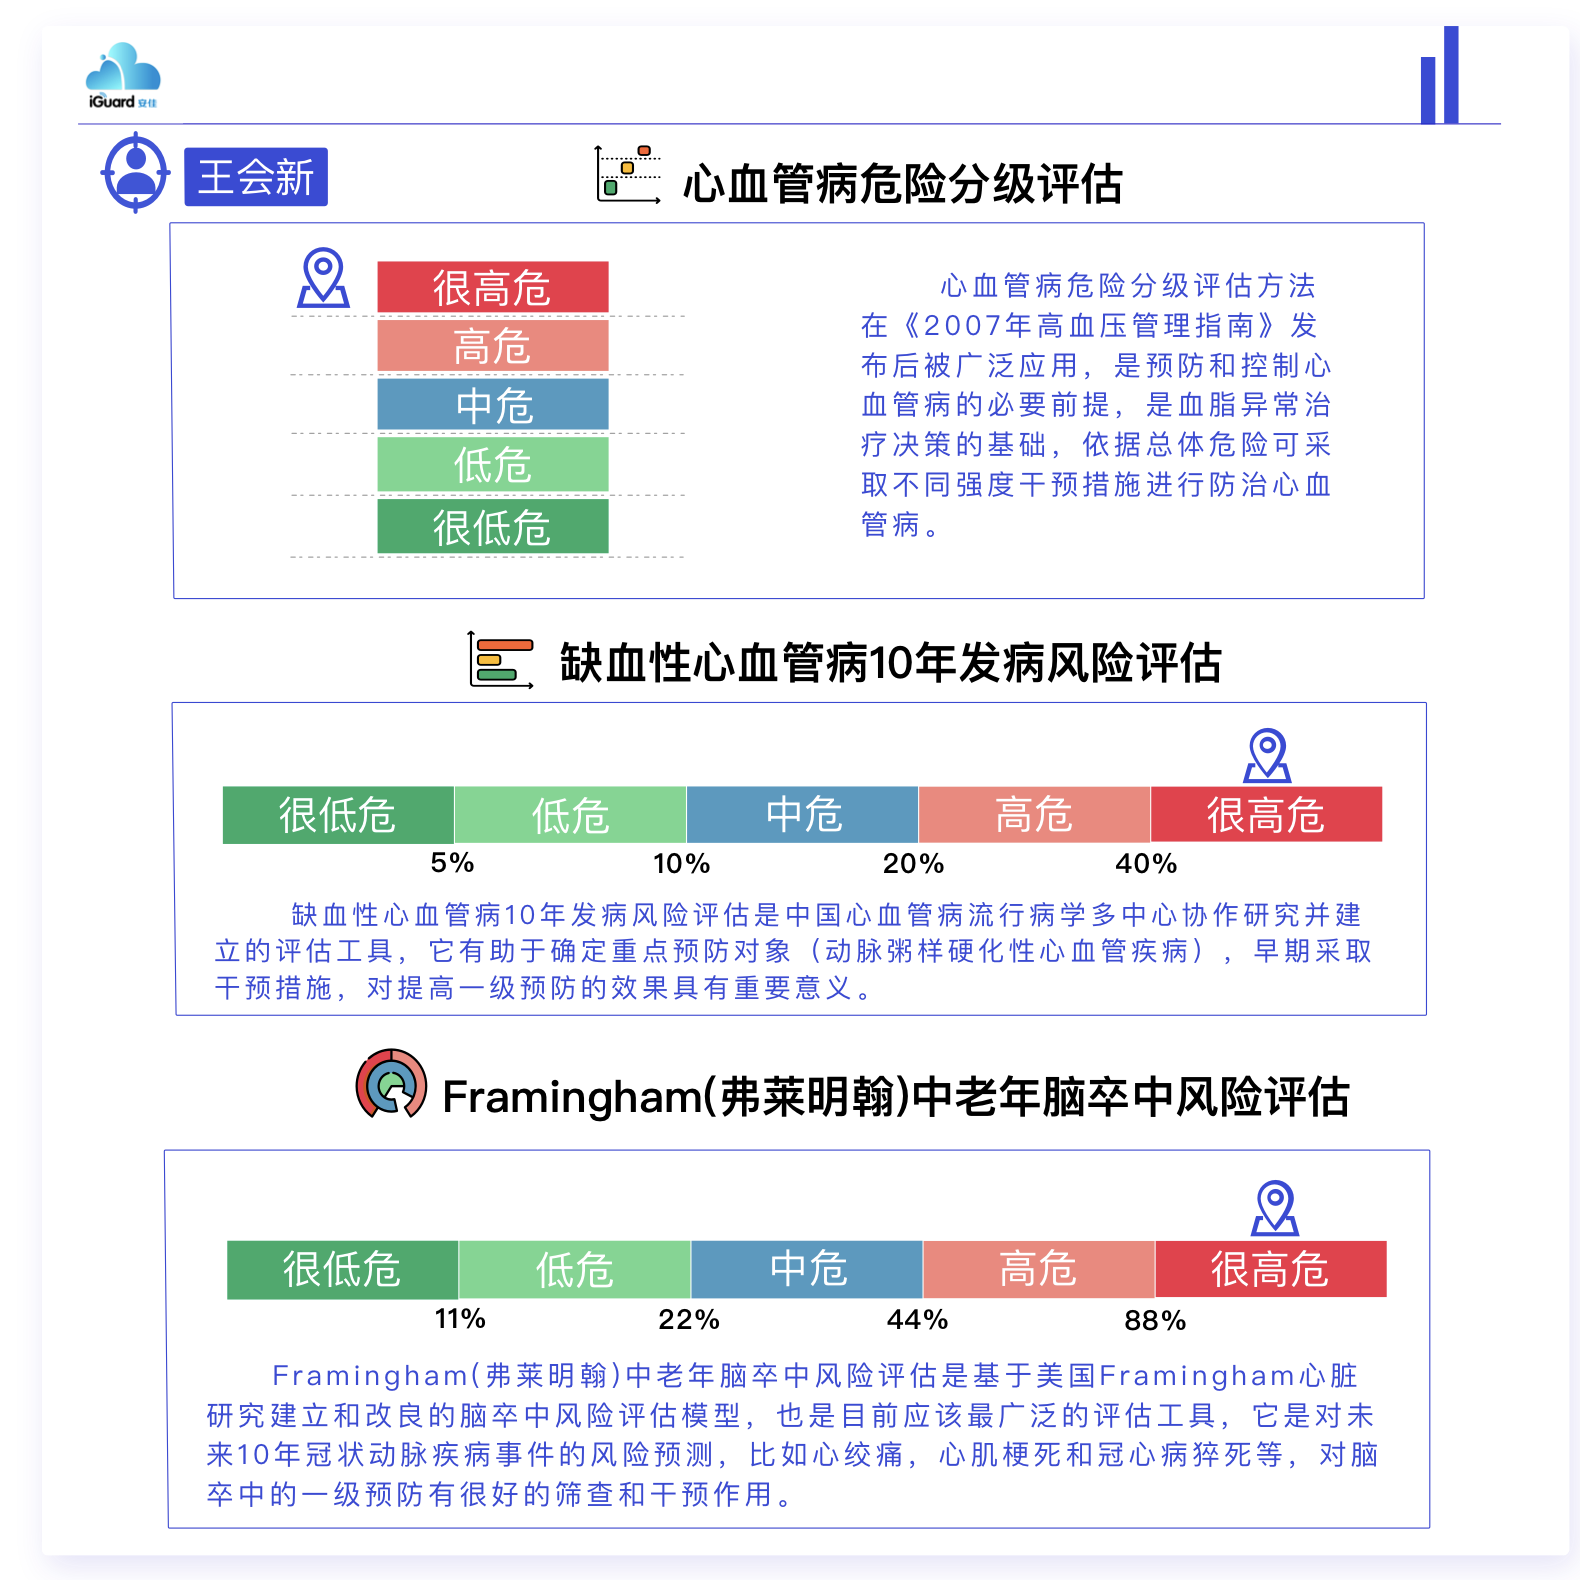 iGuard 安佳
王会新
心血管病危险分级评估
很高危
高危
中危
低危
很低危
心血管病危险分级评估方法
在《2007年高血压管理指南》发
布后被广泛应用，是预防和控制心
血管病的必要前提，是血脂异常治
疗决策的基础，依据总体危险可采
取不同强度干预措施进行防治心血
管病。
缺血性心血管病10年发病风险评估
很低危 低危 中危 高危 很高危
5% 10% 20% 40%
缺血性心血管病10年发病风险评估是中国心血管病流行病学多中心协作研究并建
立的评估工具，它有助于确定重点预防对象（动脉粥样硬化性心血管疾病），早期采取
干预措施，对提高一级预防的效果具有重要意义。
Framingham(弗莱明翰)中老年脑卒中风险评估
很低危 低危 中危 高危 很高危
11% 22% 44% 88%
Framingham(弗莱明翰)中老年脑卒中风险评估是基于美国Framingham心脏
研究建立和改良的脑卒中风险评估模型，也是目前应该最广泛的评估工具，它是对未
来10年冠状动脉疾病事件的风险预测，比如心绞痛，心肌梗死和冠心病猝死等，对脑
卒中的一级预防有很好的筛查和干预作用。